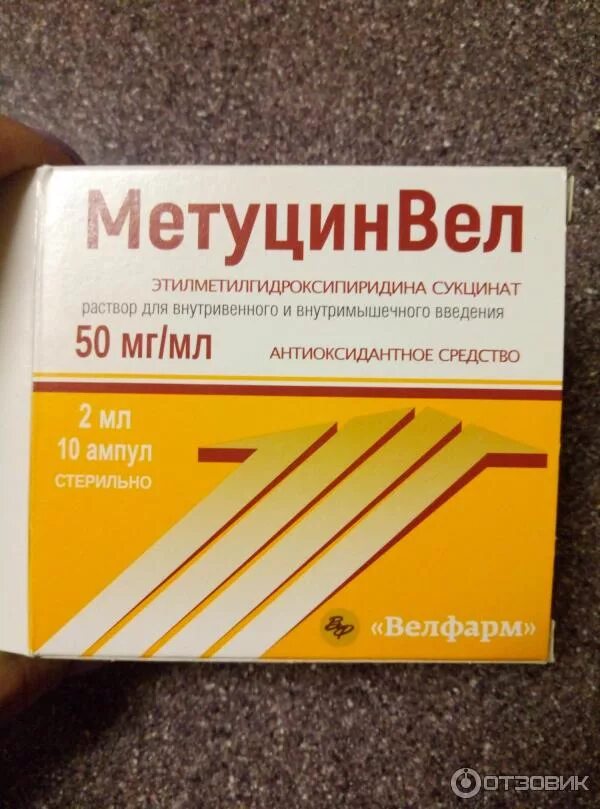 МетуцинВел
ЭТИЛМЕТИЛГИДРОКСИПИРИДИНА СУКЦИНАТ
раствор для внутривенного и внутримышечного введения
50 мг/мл
АНТИОКСИДАНТНОЕ СРЕДСТВО
2 мл
10 ампул
СТЕРИЛЬНО
ВФ
«Велфарм»
ОТЗОВИК